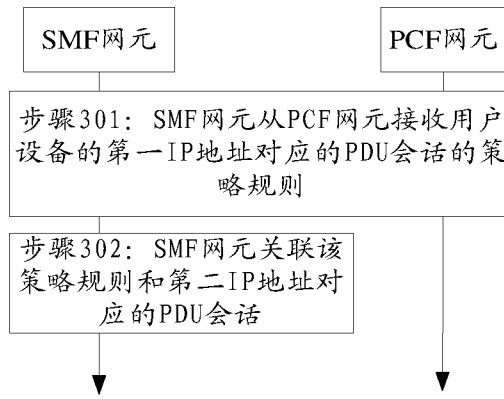 SMF网元
PCF网元
步骤301: SMF网元从PCF网元接收用户
设备的第一IP地址对应的PDU会话的策
略规则
步骤302: SMF网元关联该
策略规则和第二IP地址对
应的PDU会话